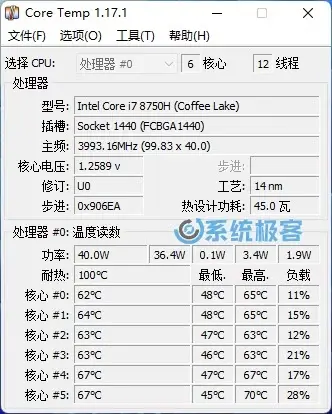 Core Temp 1.17.1
文件(F) 选项(O) 工具(T) 帮助(H)
选择 CPU: 处理器 #0 6 核心 12 线程
处理器
型号: Intel Core i7 8750H (Coffee Lake)
插槽: Socket 1440 (FCBGA1440)
主频: 3993.16MHz (99.83 x 40.0)
核心电压: 1.2589 v 步进:
修订: U0 工艺: 14 nm
步进: 0x906EA 热设计功耗: 45.0 瓦
系统极客
处理器 #0: 温度读数
功率: 40.0W 36.4W 0.1W 3.4W 1.9W
耐热: 100°C 最低. 最高. 负载
核心 #0: 62°C 48°C 65°C 11%
核心 #1: 64°C 48°C 65°C 15%
核心 #2: 63°C 47°C 63°C 12%
核心 #3: 63°C 46°C 63°C 21%
核心 #4: 67°C 47°C 67°C 17%
核心 #5: 67°C 45°C 70°C 28%